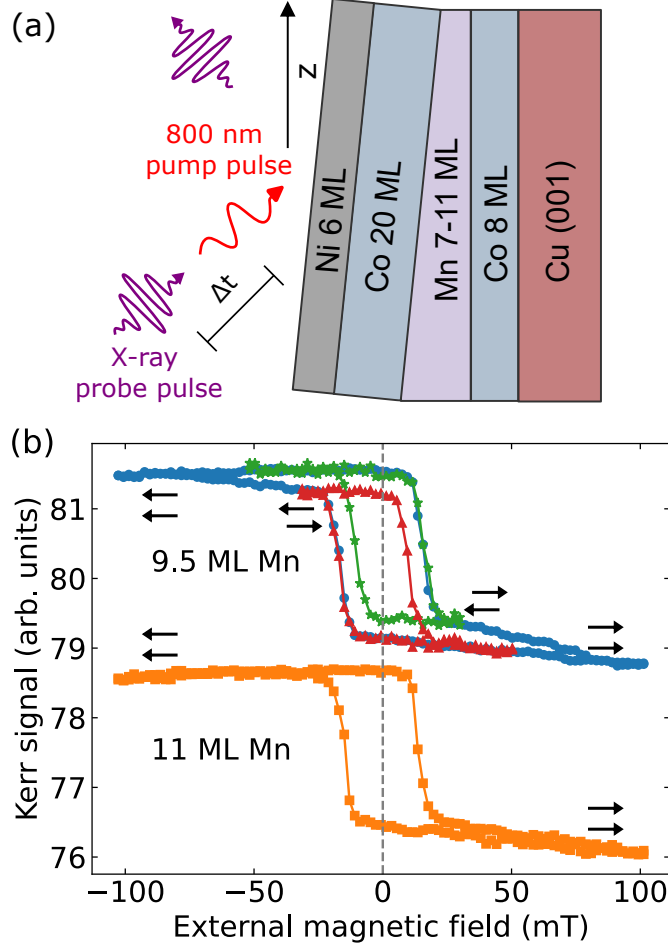 (a)
z
800 nm
pump pulse
Δt
X-ray
probe pulse
Ni 6 ML
Co 20 ML
Mn 7-11 ML
Co 8 ML
Cu (001)
(b)
Kerr signal (arb. units)
81
80
79
78
77
76
9.5 ML Mn
11 ML Mn
−100
−50
0
50
100
External magnetic field (mT)